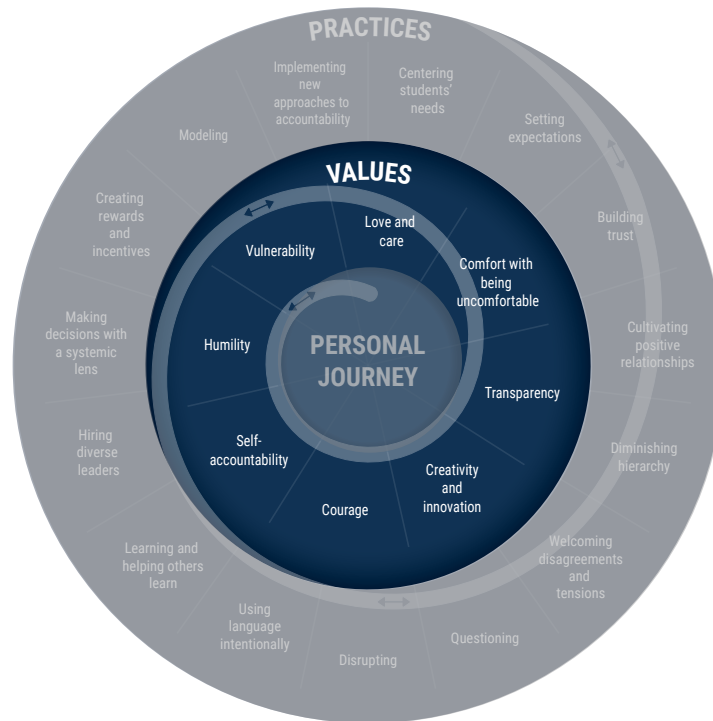 PRACTICES
Implementing
new
approaches to
accountability
Centering
students'
needs
Setting
expectations
Building
trust
Cultivating
positive
relationships
Diminishing
hierarchy
Welcoming
disagreements
and
tensions
Questioning
Disrupting
Using
language
intentionally
Learning and
helping others
learn
Hiring
diverse
leaders
Making
decisions with
a systemic
lens
Creating
rewards
and
incentives
Modeling
VALUES
Love and
care
Comfort with
being
uncomfortable
Transparency
Creativity
and
innovation
Courage
Self-
accountability
Humility
Vulnerability
PERSONAL
JOURNEY